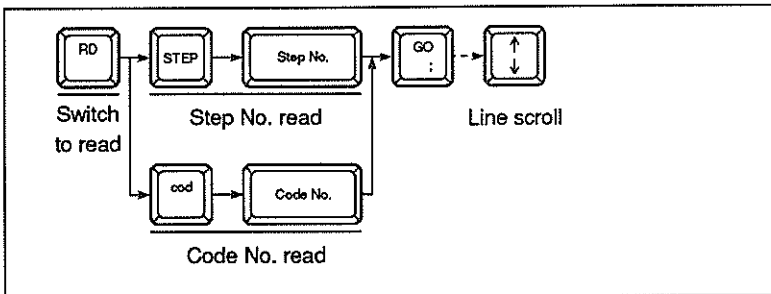 RD
STEP
Step No.
GO
;
↑
↓
Switch
to read
Step No. read
Line scroll
cod
Code No.
Code No. read